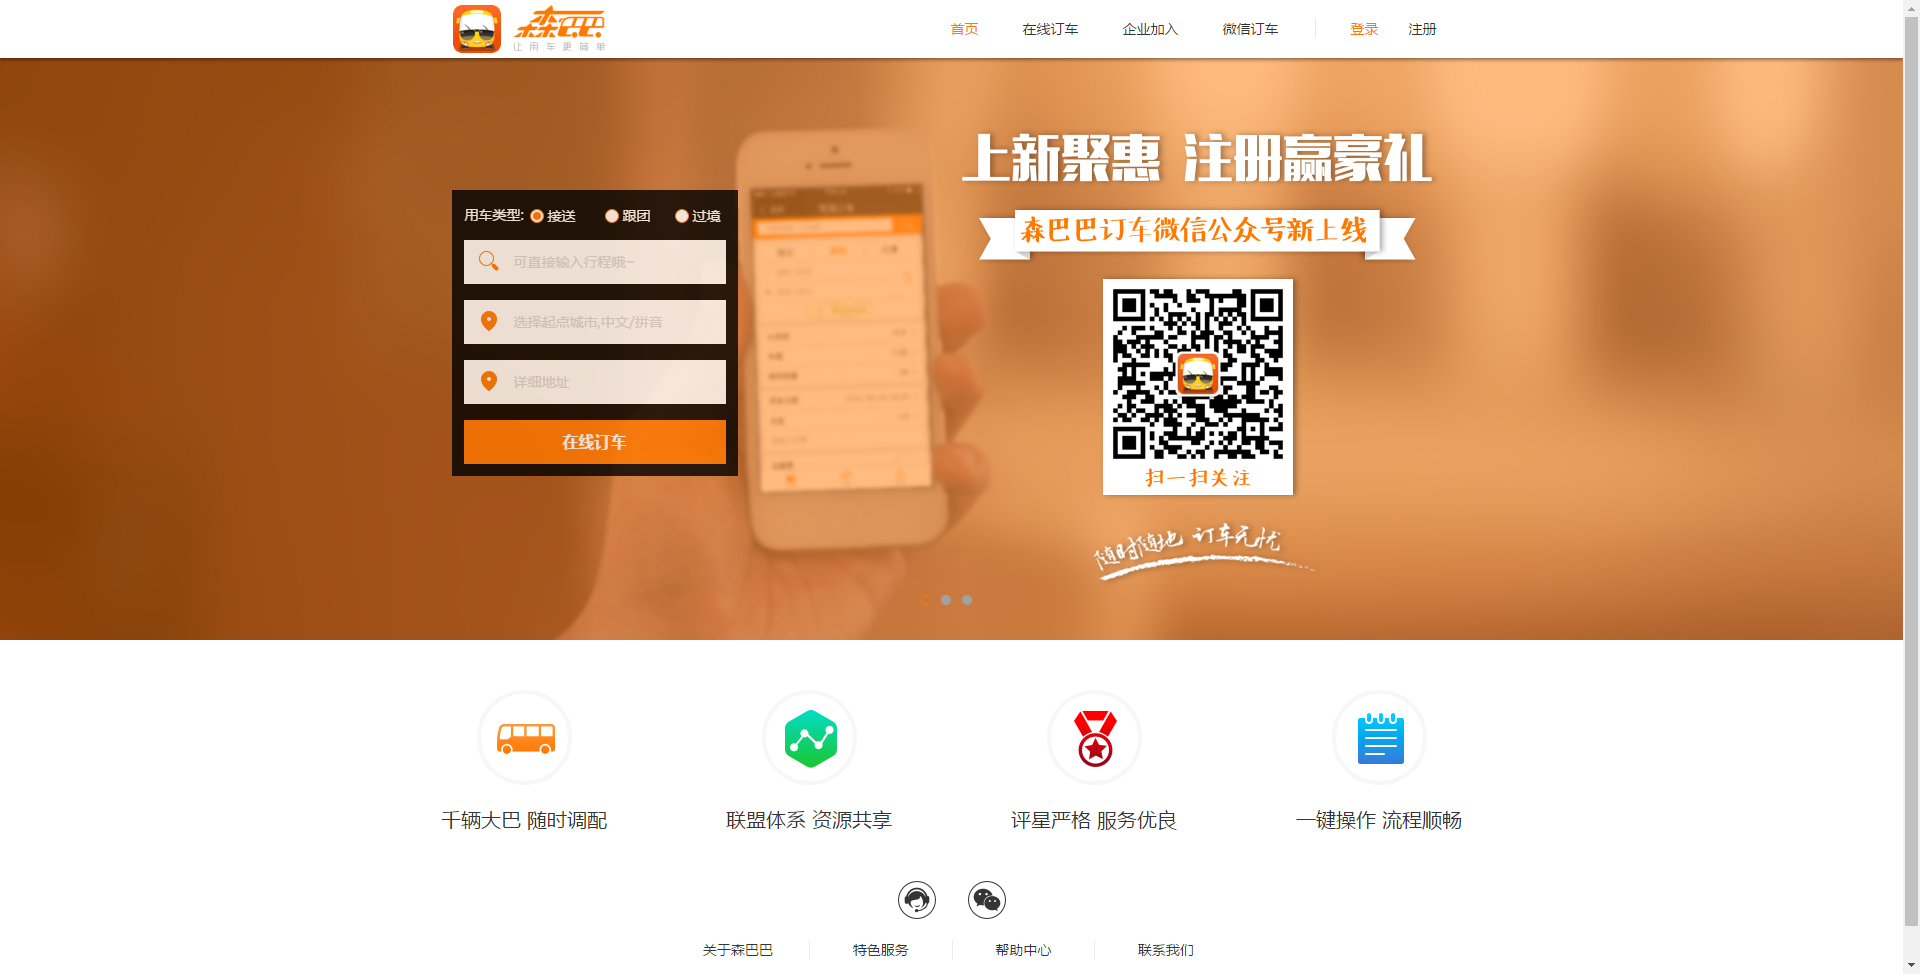 森巴巴
让用车更简单
首页 在线订车 企业加入 微信订车 登录 注册
上新聚惠 注册赢豪礼
森巴巴订车微信公众号新上线
扫一扫关注
随时随地 订车无忧
用车类型: 接送 跟团 过境
可直接输入行程哦~
选择起点城市,中文/拼音
详细地址
在线订车
千辆大巴 随时调配
联盟体系 资源共享
评星严格 服务优良
一键操作 流程顺畅
关于森巴巴 特色服务 帮助中心 联系我们